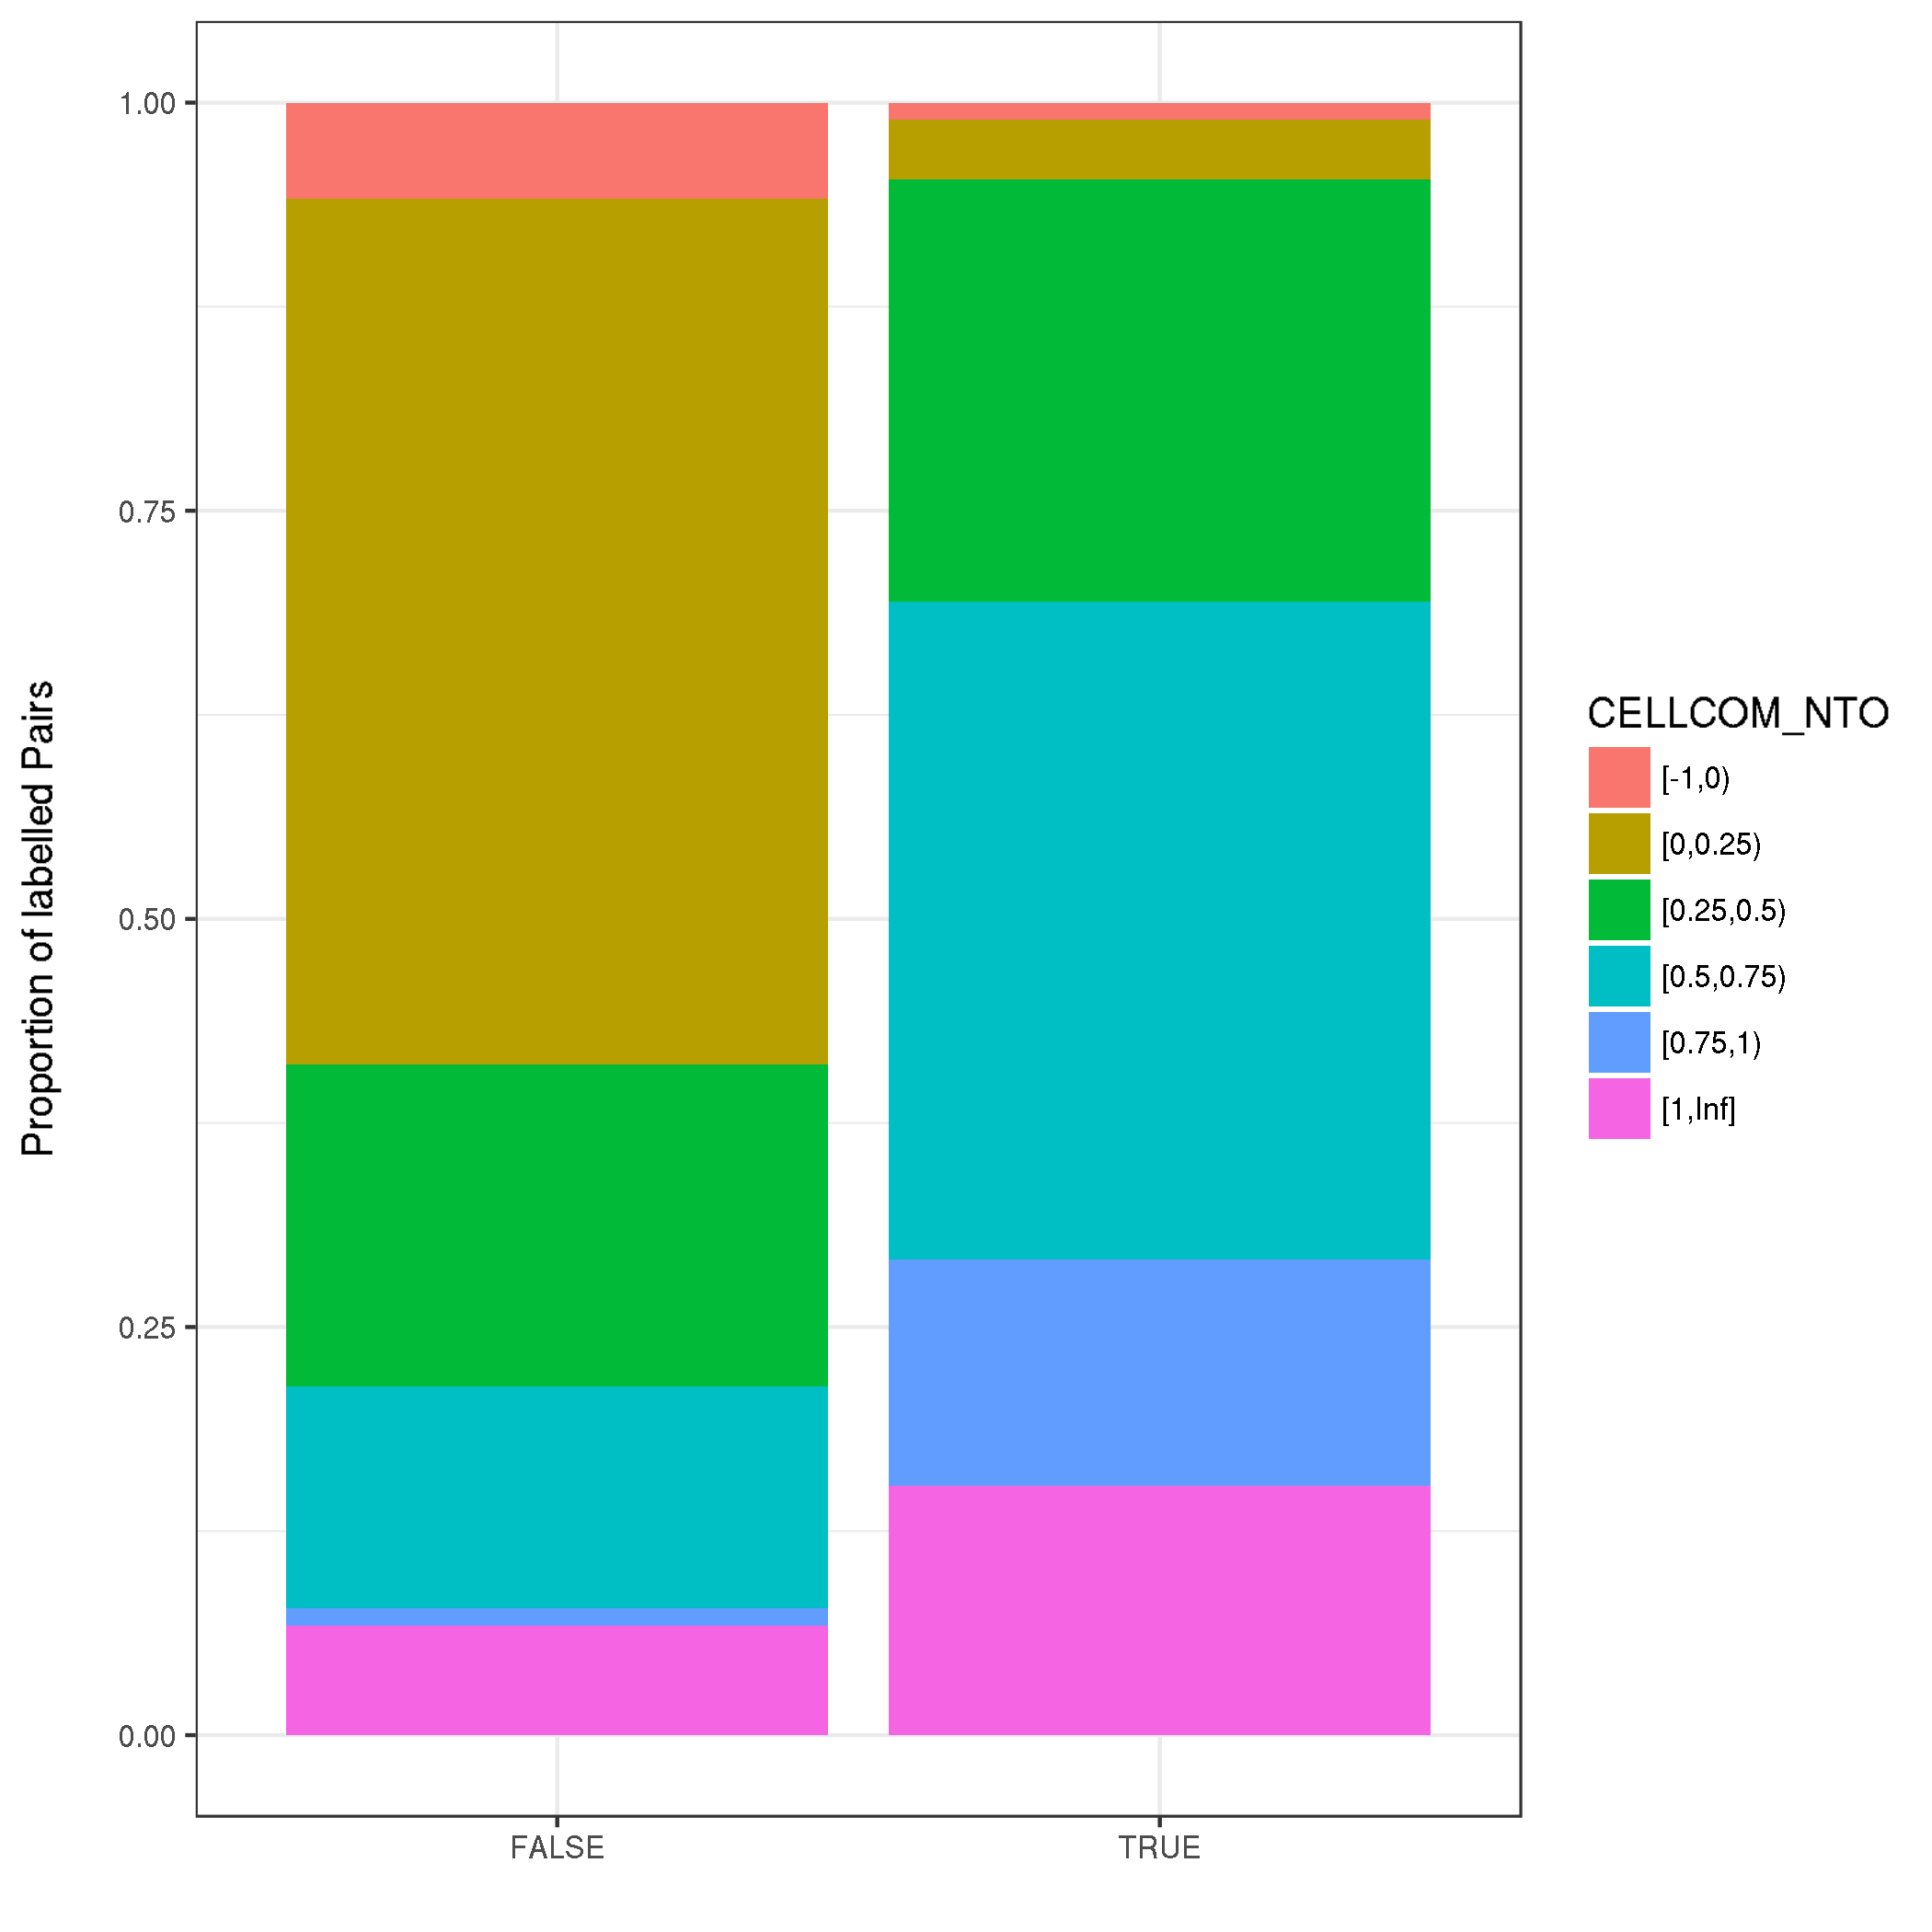 Proportion of labelled Pairs
1.00
0.75
0.50
0.25
0.00
FALSE
TRUE
CELLCOM_NTO
[-1,0)
[0,0.25)
[0.25,0.5)
[0.5,0.75)
[0.75,1)
[1,Inf]